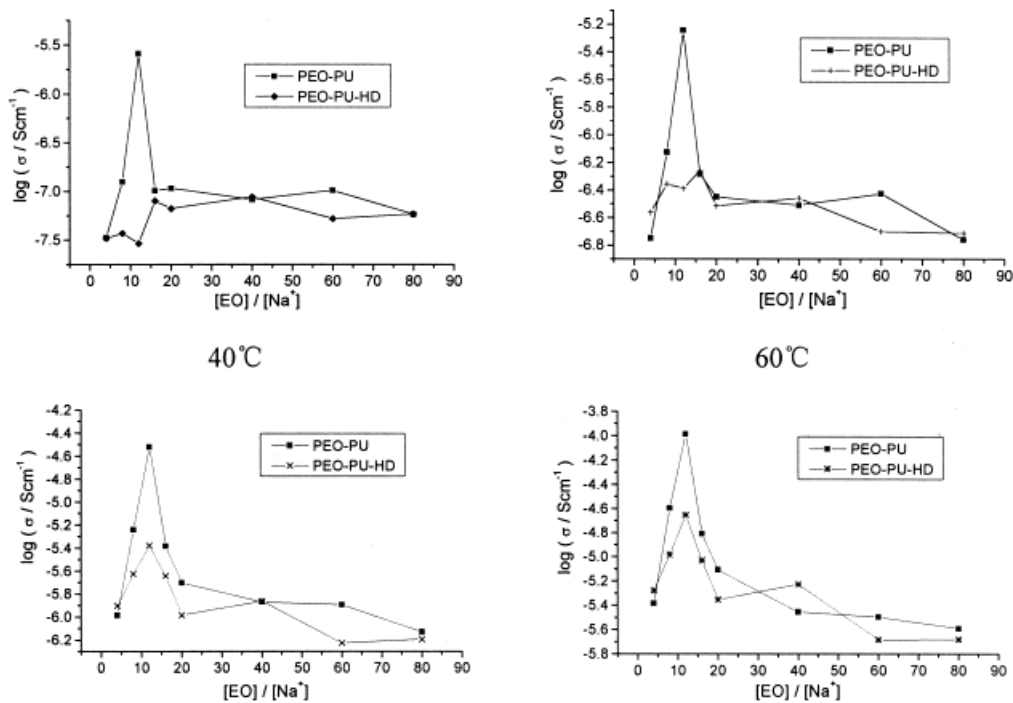 -5.5
-6.0
-6.5
-7.0
-7.5
log ( σ / Scm⁻¹ )
PEO-PU
PEO-PU-HD
0 10 20 30 40 50 60 70 80 90
[EO] / [Na⁺]
40℃
-5.2
-5.4
-5.6
-5.8
-6.0
-6.2
-6.4
-6.6
-6.8
log ( σ / Scm⁻¹ )
PEO-PU
PEO-PU-HD
0 10 20 30 40 50 60 70 80 90
[EO] / [Na⁺]
60℃
-4.2
-4.4
-4.6
-4.8
-5.0
-5.2
-5.4
-5.6
-5.8
-6.0
-6.2
log ( σ / Scm⁻¹ )
PEO-PU
PEO-PU-HD
0 10 20 30 40 50 60 70 80 90
[EO] / [Na⁺]
-3.8
-4.0
-4.2
-4.4
-4.6
-4.8
-5.0
-5.2
-5.4
-5.6
-5.8
log ( σ / Scm⁻¹ )
PEO-PU
PEO-PU-HD
0 10 20 30 40 50 60 70 80 90
[EO] / [Na⁺]